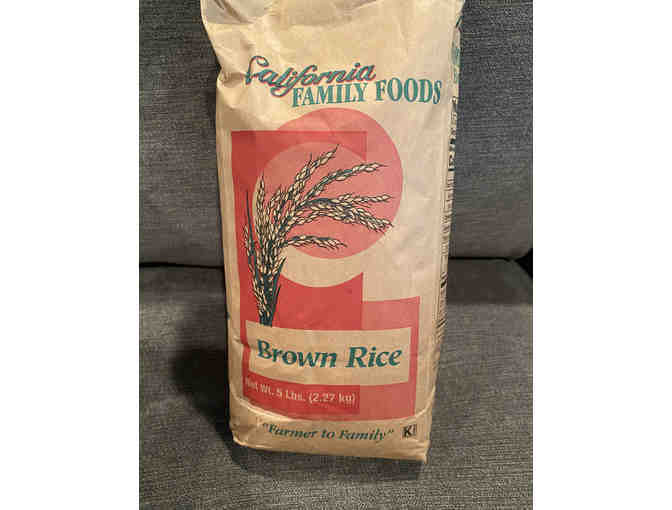 California
FAMILY FOODS
Brown Rice
Net Wt. 5 Lbs. (2.27 kg)
"Farmer to Family"
K